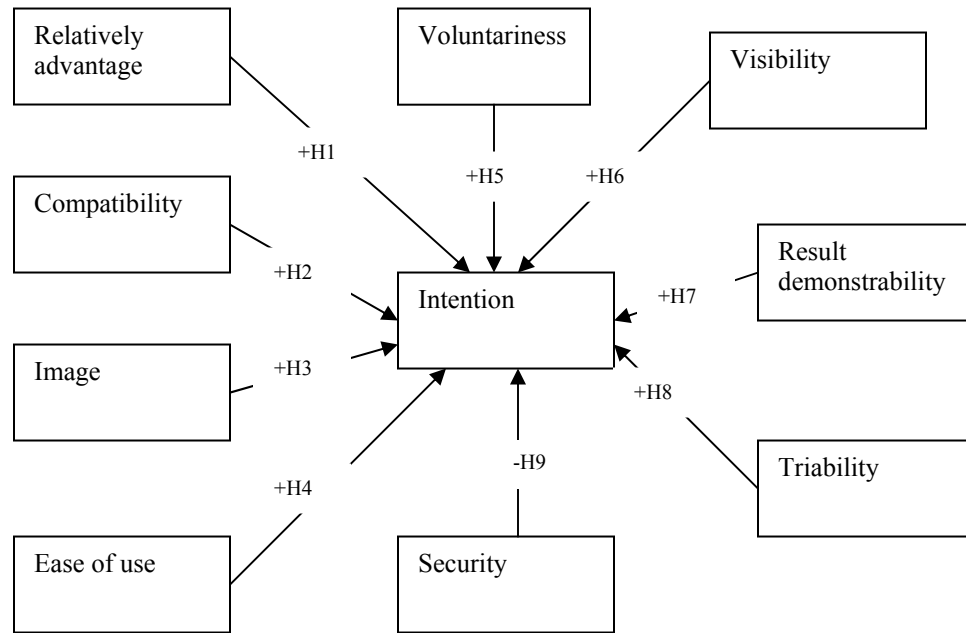 Relatively
advantage
Voluntariness
Visibility
+H1
+H5
+H6
Compatibility
+H2
Intention
+H7
Result
demonstrability
Image
+H3
+H8
+H4
-H9
Triability
Ease of use
Security